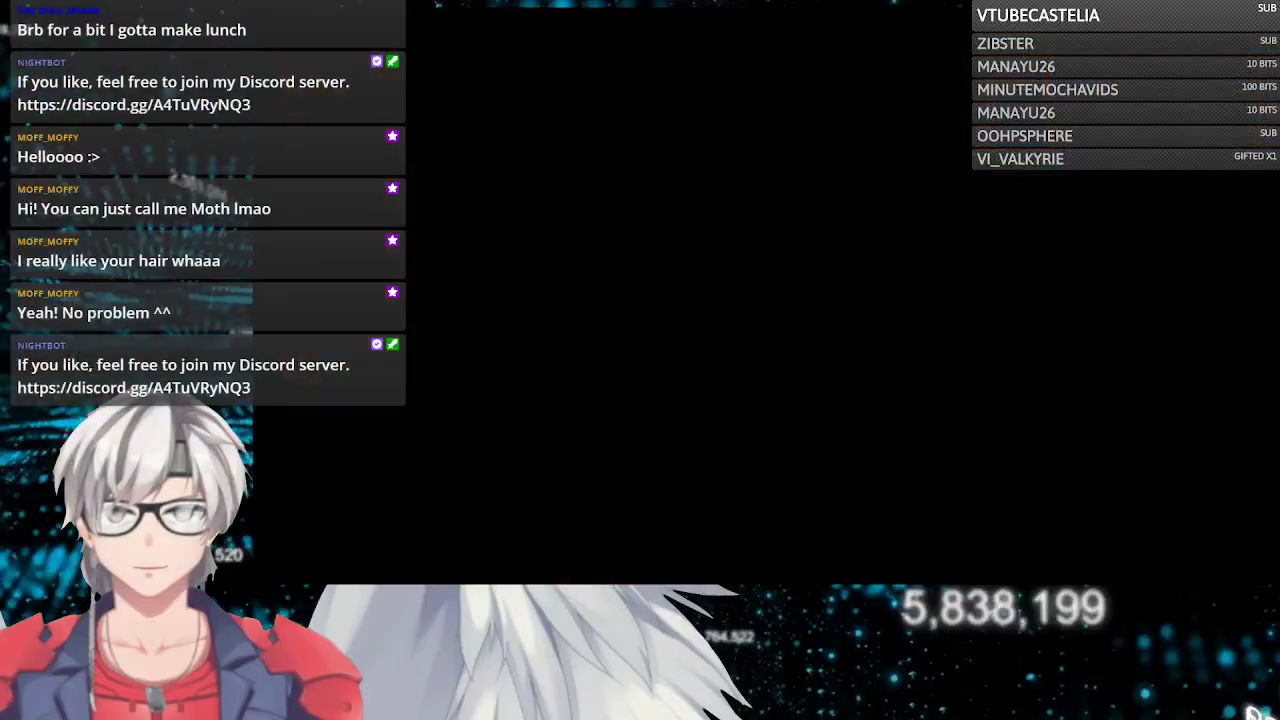 Brb for a bit I gotta make lunch
NIGHTBOT
If you like, feel free to join my Discord server.
https://discord.gg/A4TuVRyNQ3
MOFF_MOFFY
Helloooo :>
MOFF_MOFFY
Hi! You can just call me Moth lmao
MOFF_MOFFY
I really like your hair whaaa
MOFF_MOFFY
Yeah! No problem ^^
NIGHTBOT
If you like, feel free to join my Discord server.
https://discord.gg/A4TuVRyNQ3
VTUBECASTELIA SUB
ZIBSTER SUB
MANAYU26 10 BITS
MINUTEMOCHAVIDS 100 BITS
MANAYU26 10 BITS
OOHPSPHERE SUB
VI_VALKYRIE GIFTED X1
520
5,838,199
764,522